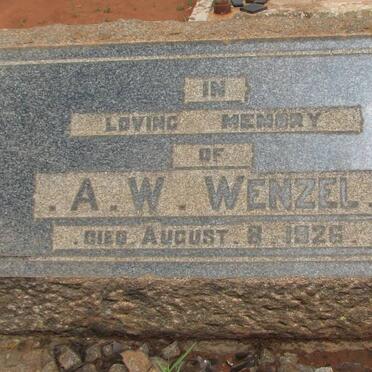 IN
LOVING MEMORY
OF
. A . W . WENZEL .
. DIED AUGUST . 8 . 1926 .